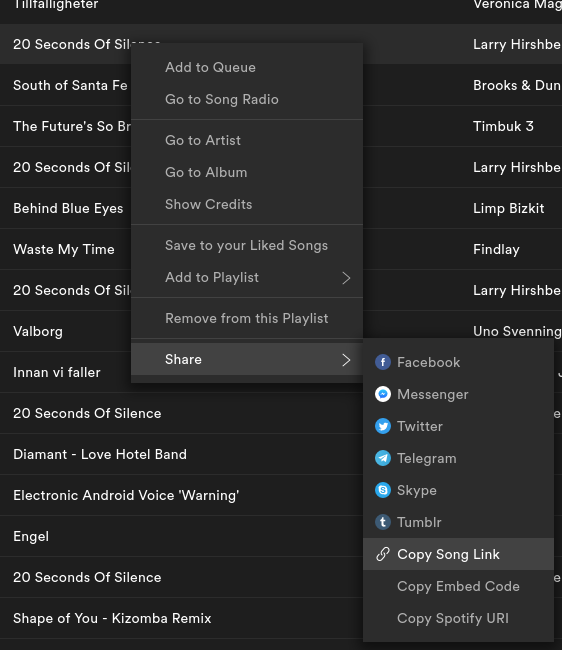 Tillfälligheter
Veronica Mag
20 Seconds Of Silence
Larry Hirshbe
South of Santa Fe
Brooks & Dun
The Future's So Br
Timbuk 3
20 Seconds Of Sil
Larry Hirshbe
Behind Blue Eyes
Limp Bizkit
Waste My Time
Findlay
20 Seconds Of Sil
Larry Hirshbe
Valborg
Uno Svenning
Innan vi faller
20 Seconds Of Silence
Diamant - Love Hotel Band
Electronic Android Voice 'Warning'
Engel
20 Seconds Of Silence
Shape of You - Kizomba Remix
Add to Queue
Go to Song Radio
Go to Artist
Go to Album
Show Credits
Save to your Liked Songs
Add to Playlist
Remove from this Playlist
Share
Facebook
Messenger
Twitter
Telegram
Skype
Tumblr
Copy Song Link
Copy Embed Code
Copy Spotify URI